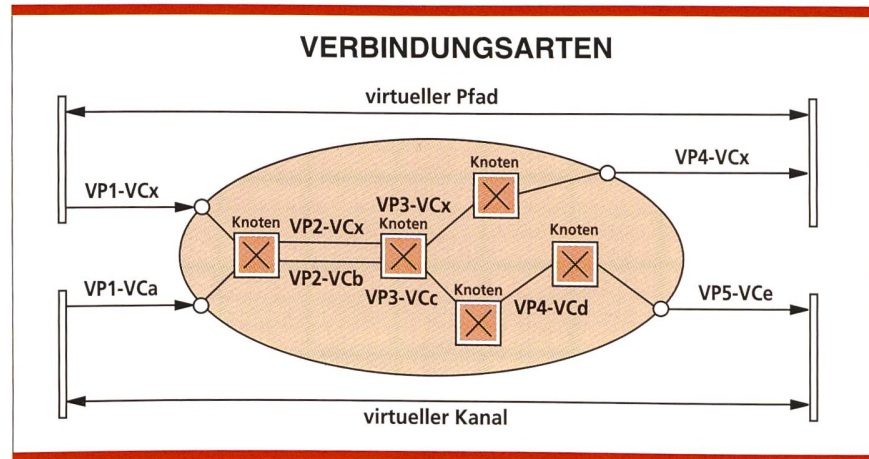 VERBINDUNGSARTEN
virtueller Pfad
VP1-VCx
VP4-VCx
Knoten
Knoten
VP2-VCx
VP3-VCx
Knoten
VP2-VCb
Knoten
VP1-VCa
VP3-VCc
Knoten
VP4-VCd
VP5-VCe
virtueller Kanal